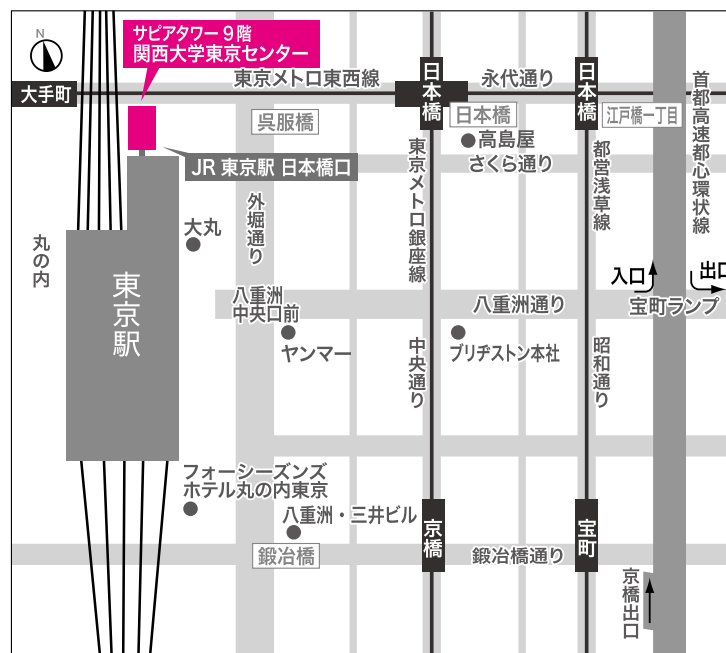 N
サピアタワー9階
関西大学東京センター
大手町
東京メトロ東西線
日本橋
永代通り
日本橋
首都高速都心環状線
呉服橋
日本橋
江戸橋一丁目
高島屋
さくら通り
JR 東京駅 日本橋口
東京メトロ銀座線
都営浅草線
外堀通り
大丸
丸の内
東京駅
入口
出口
八重洲
中央口前
八重洲通り
宝町ランプ
ヤンマー
ブリヂストン本社
中央通り
昭和通り
フォーシーズンズ
ホテル丸の内東京
八重洲・三井ビル
京橋
宝町
鍛冶橋
鍛冶橋通り
京橋出口